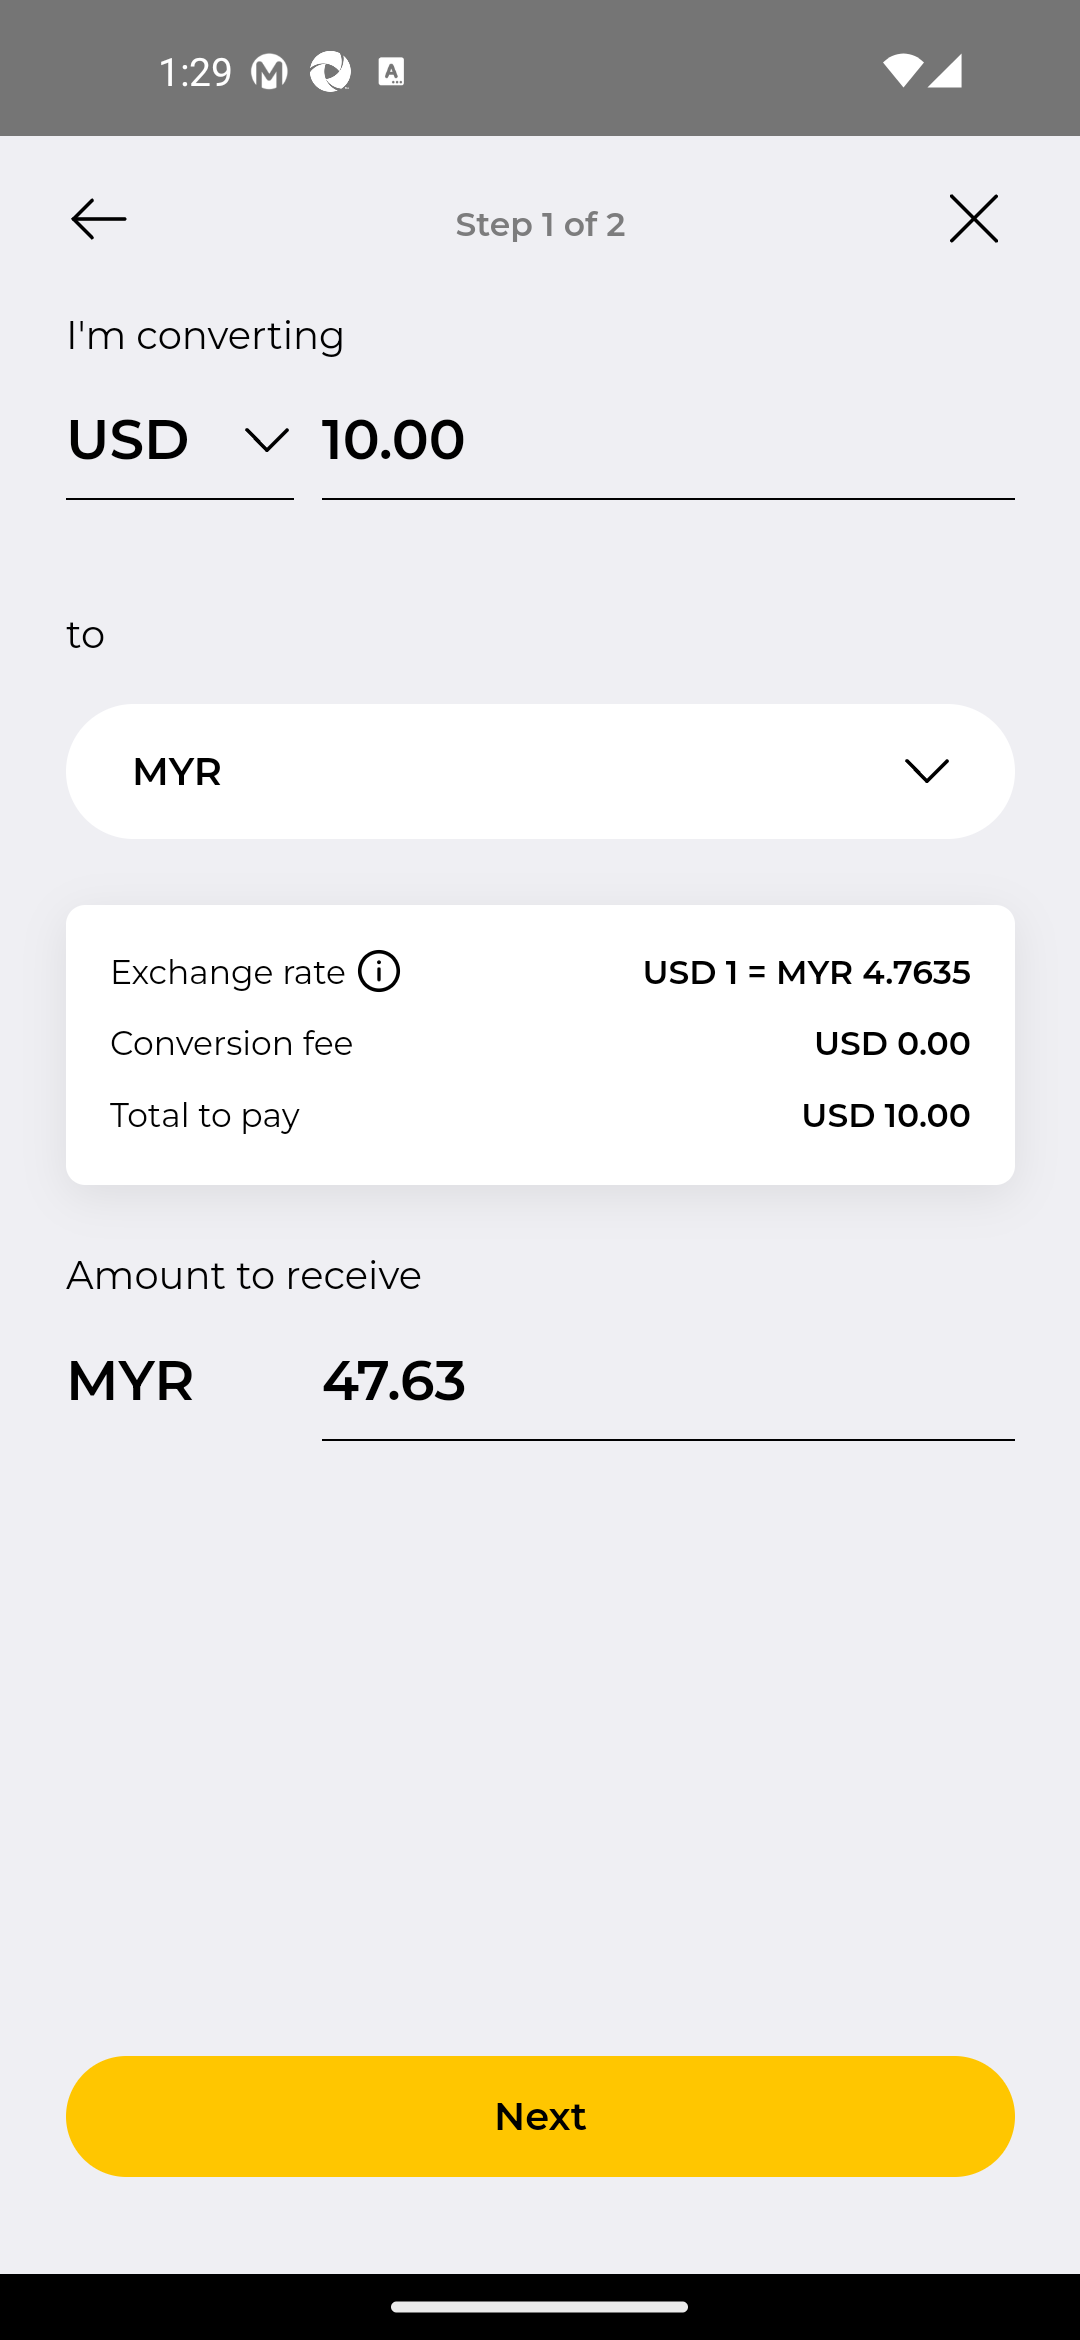 1:29
Step 1 of 2
I'm converting
USD 10.00
to
MYR
Exchange rate USD 1 = MYR 4.7635
Conversion fee USD 0.00
Total to pay USD 10.00
Amount to receive
MYR 47.63
Next